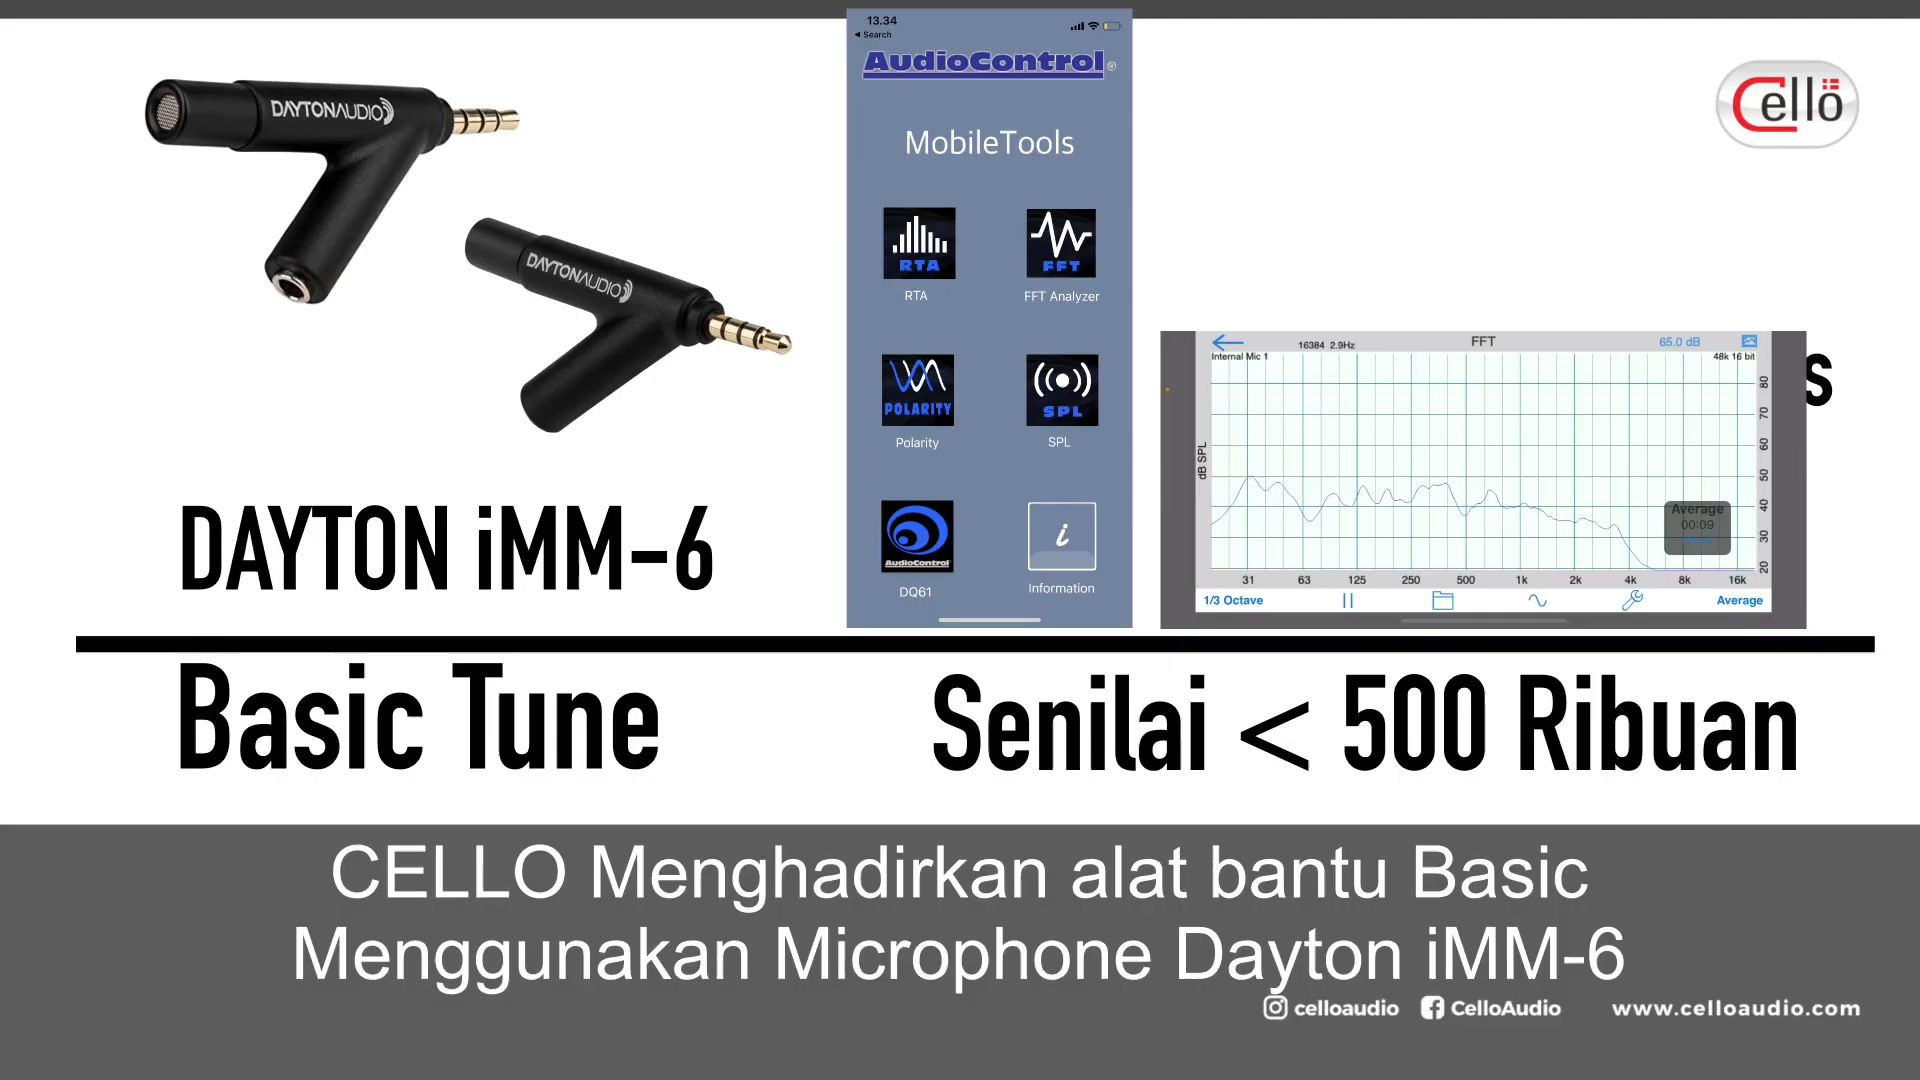 DAYTONAUDIO
DAYTONAUDIO
DAYTON iMM-6
13.34
Search
AudioControl®
MobileTools
RTA
RTA
FFT
FFT Analyzer
POLARITY
Polarity
SPL
SPL
AudioControl
DQ61
i
Information
Cello
s
16384 2.9Hz
FFT
65.0 dB
Internal Mic 1
48k 16 bit
dB SPL
80
70
60
50
40
30
20
Average
00:09
31 63 125 250 500 1k 2k 4k 8k 16k
1/3 Octave
Average
Basic Tune
Senilai < 500 Ribuan
CELLO Menghadirkan alat bantu Basic
Menggunakan Microphone Dayton iMM-6
celloaudio CelloAudio www.celloaudio.com